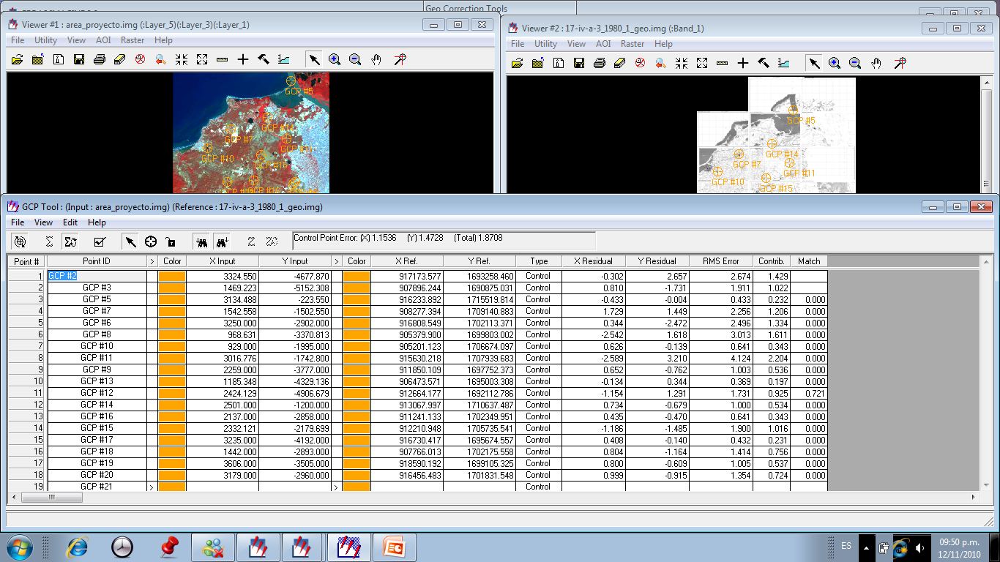 Geo Correction Tools
Viewer #1 : area_proyecto.img (:Layer_5)(:Layer_3)(:Layer_1)
File Utility View AOI Raster Help
GCP #5
GCP #7
GCP #10
Viewer #2 : 17-iv-a-3_1980_1_geo.img (:Band_1)
File Utility View AOI Raster Help
GCP #5
GCP #14
GCP #7
GCP #11
GCP #10
GCP #15
GCP Tool : (Input : area_proyecto.img) (Reference : 17-iv-a-3_1980_1_geo.img)
File View Edit Help
Σ Σ Z Z
Control Point Error: (X) 1.1536 (Y) 1.4728 (Total) 1.8708
Point # Point ID > Color X Input Y Input > Color X Ref. Y Ref. Type X Residual Y Residual RMS Error Contrib. Match
1 GCP #2 3324.550 -4677.870 917173.577 1693258.460 Control -0.302 2.657 2.674 1.429
2 GCP #3 1469.223 -5152.308 907896.244 1690875.031 Control 0.810 -1.731 1.911 1.022
3 GCP #5 3134.488 -223.550 916233.892 1715519.814 Control -0.433 -0.004 0.433 0.232 0.000
4 GCP #7 1542.558 -1502.550 908277.394 1709140.883 Control 1.729 1.449 2.256 1.206 0.000
5 GCP #6 3250.000 -2902.000 916808.549 1702113.371 Control 0.344 -2.472 2.496 1.334 0.000
6 GCP #8 968.631 -3370.813 905379.900 1699803.002 Control -2.542 1.618 3.013 1.611 0.000
7 GCP #10 929.000 -1995.000 905201.123 1706674.097 Control 0.626 -0.139 0.641 0.343 0.000
8 GCP #11 3016.776 -1742.800 915630.218 1707939.683 Control -2.589 3.210 4.124 2.204 0.000
9 GCP #9 2259.000 -3777.000 911850.109 1697752.373 Control 0.652 -0.762 1.003 0.536 0.000
10 GCP #13 1185.348 -4329.136 906473.571 1695003.308 Control -0.134 0.344 0.369 0.197 0.000
11 GCP #12 2424.129 -4906.679 912664.177 1692112.786 Control -1.154 1.291 1.731 0.925 0.721
12 GCP #14 2501.000 -1200.000 913067.997 1710637.487 Control 0.734 -0.679 1.000 0.534 0.000
13 GCP #16 2137.000 -2858.000 911241.133 1702349.951 Control 0.435 -0.470 0.641 0.343 0.000
14 GCP #15 2332.121 -2179.699 912210.948 1705735.541 Control -1.186 -1.485 1.900 1.016 0.000
15 GCP #17 3235.000 -4192.000 916730.417 1695674.557 Control 0.408 -0.140 0.432 0.231 0.000
16 GCP #18 1442.000 -2893.000 907766.013 1702175.558 Control 0.804 -1.164 1.414 0.756 0.000
17 GCP #19 3606.000 -3505.000 918590.192 1699105.325 Control 0.800 -0.609 1.005 0.537 0.000
18 GCP #20 3179.000 -2960.000 916456.483 1701831.548 Control 0.999 -0.915 1.354 0.724 0.000
19 GCP #21 > > Control
ES
09:50 p.m.
12/11/2010